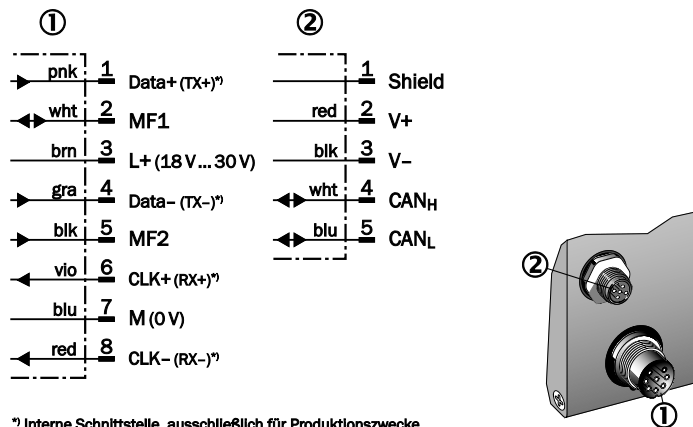 ① ②
pnk 1 Data+ (TX+)*)
wht 2 MF1
brn 3 L+ (18 V ... 30 V)
gra 4 Data– (TX–)*)
blk 5 MF2
vio 6 CLK+ (RX+)*)
blu 7 M (0 V)
red 8 CLK– (RX–)*)
1 Shield
red 2 V+
blk 3 V–
wht 4 CANH
blu 5 CANL
②
①
*) Interne Schnittstelle, ausschließlich für Produktionszwecke